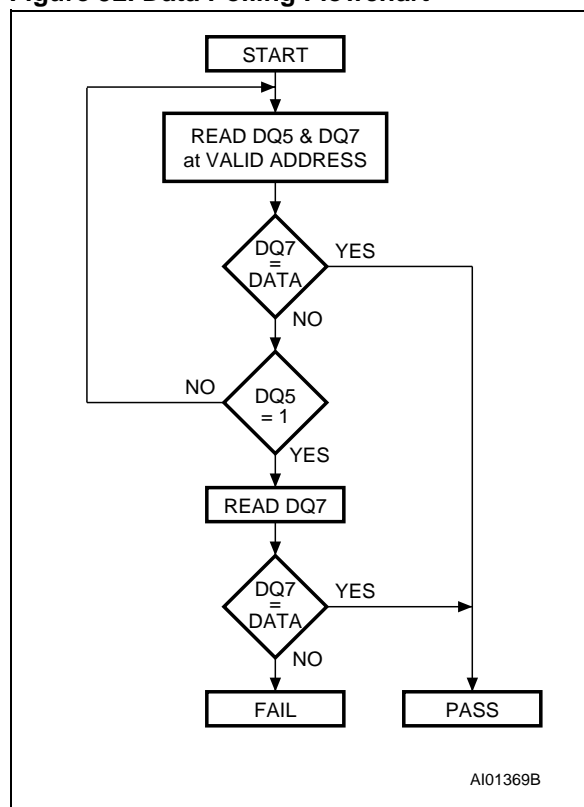 Figure Data Polling Flowchart
START
READ DQ5 & DQ7
at VALID ADDRESS
DQ7
=
DATA
YES
NO
NO
DQ5
= 1
YES
READ DQ7
DQ7
=
DATA
YES
NO
FAIL
PASS
AI01369B